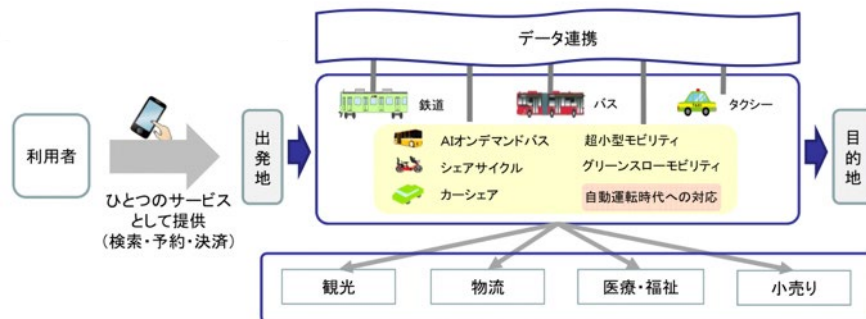 データ連携
鉄道
バス
タクシー
利用者
出発地
AIオンデマンドバス
超小型モビリティ
シェアサイクル
グリーンスローモビリティ
カーシェア
自動運転時代への対応
目的地
ひとつのサービス
として提供
(検索・予約・決済)
観光
物流
医療・福祉
小売り